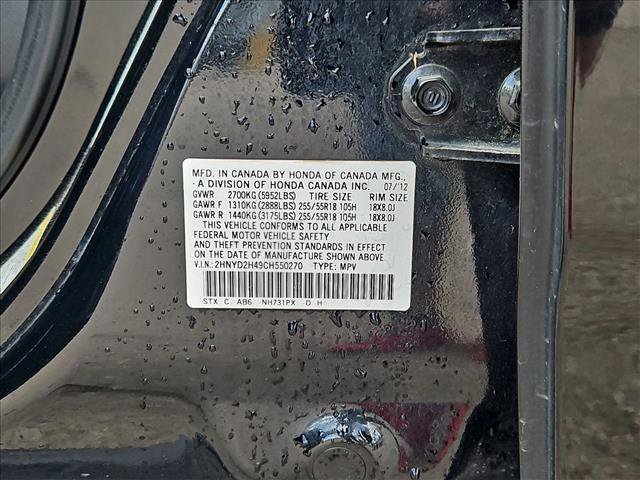 MFD. IN CANADA BY HONDA OF CANADA MFG.,
A DIVISION OF HONDA CANADA INC. 07/'12
GVWR 2700KG(5952LBS) TIRE SIZE RIM SIZE
GAWR F 1310KG(2888LBS) 255/55R18 105H 18X8.0J
GAWR R 1440KG(3175LBS) 255/55R18 105H 18X8.0J
THIS VEHICLE CONFORMS TO ALL APPLICABLE
FEDERAL MOTOR VEHICLE SAFETY
AND THEFT PREVENTION STANDARDS IN EFFECT
ON THE DATE OF MANUFACTURE SHOWN ABOVE.
V.I.N.: 2HNYD2H49CH550270 TYPE: MPV
STX C AB6 NH731PX -D H